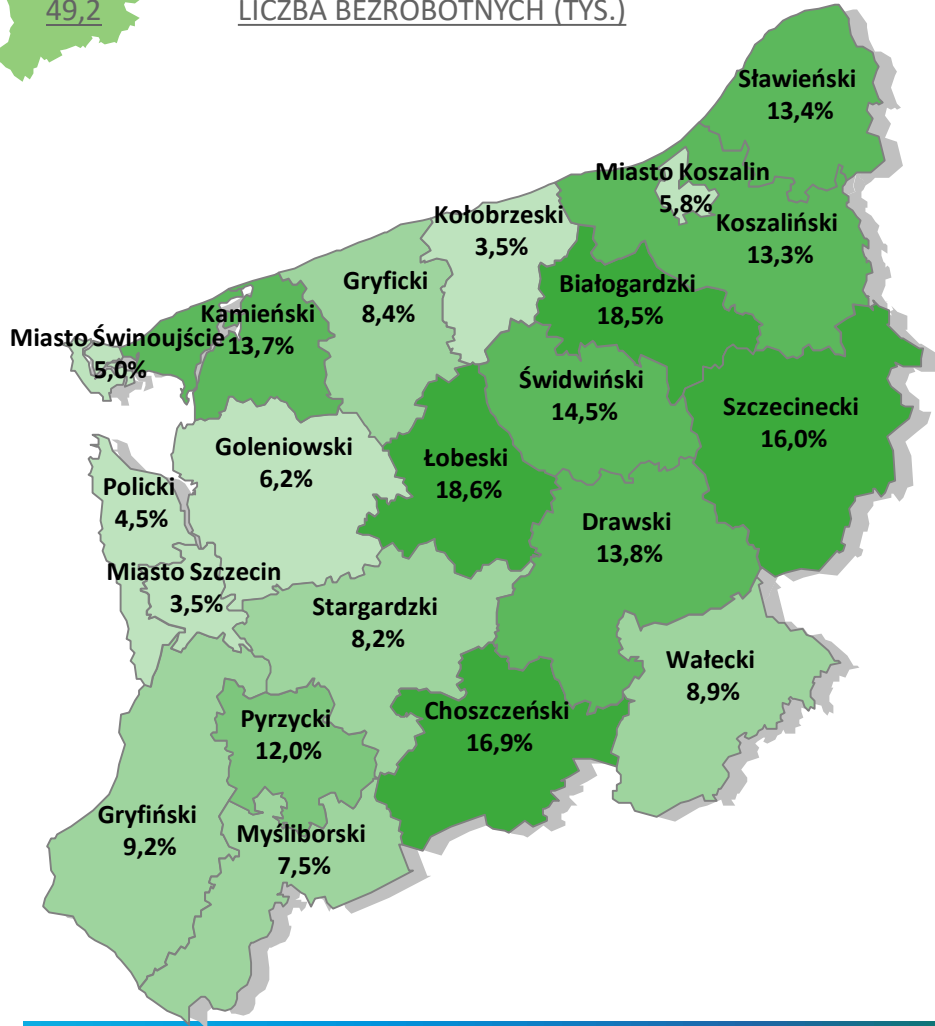 49,2
LICZBA BEZROBOTNYCH (TYS.)
Sławieński
13,4%
Miasto Koszalin
5,8%
Kołobrzeski
3,5%
Koszaliński
13,3%
Gryficki
8,4%
Białogardzki
18,5%
Kamieński
13,7%
Miasto Świnoujście
5,0%
Świdwiński
14,5%
Szczecinecki
16,0%
Goleniowski
6,2%
Łobeski
18,6%
Policki
4,5%
Drawski
13,8%
Miasto Szczecin
3,5%
Stargardzki
8,2%
Wałecki
8,9%
Choszczeński
16,9%
Pyrzycki
12,0%
Gryfiński
9,2%
Myśliborski
7,5%